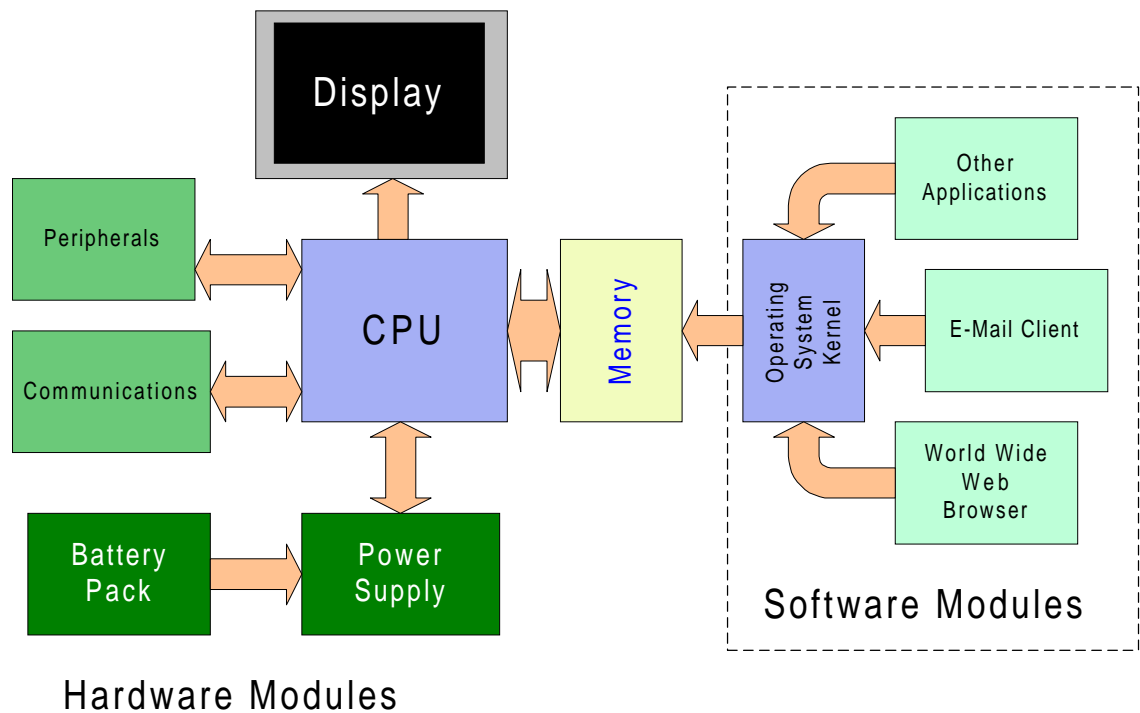 Display
Peripherals
Communications
CPU
Memory
Battery
Pack
Power
Supply
Hardware Modules
Operating
System
Kernel
Other
Applications
E-Mail Client
World Wide
Web
Browser
Software Modules